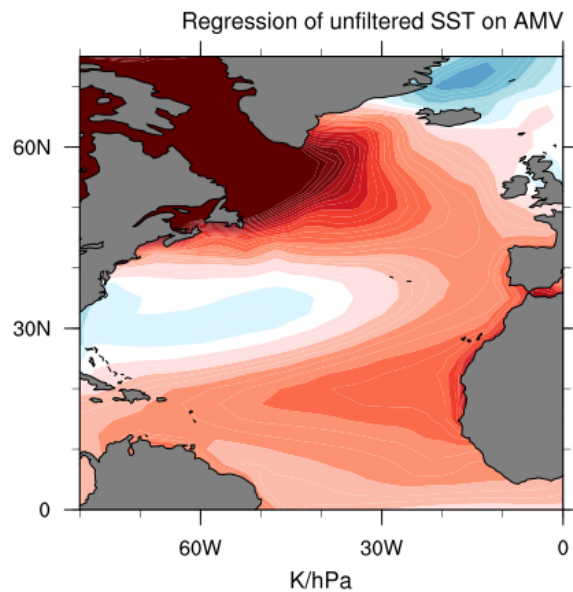 Regression of unfiltered SST on AMV
60N
30N
0
60W
30W
0
K/hPa